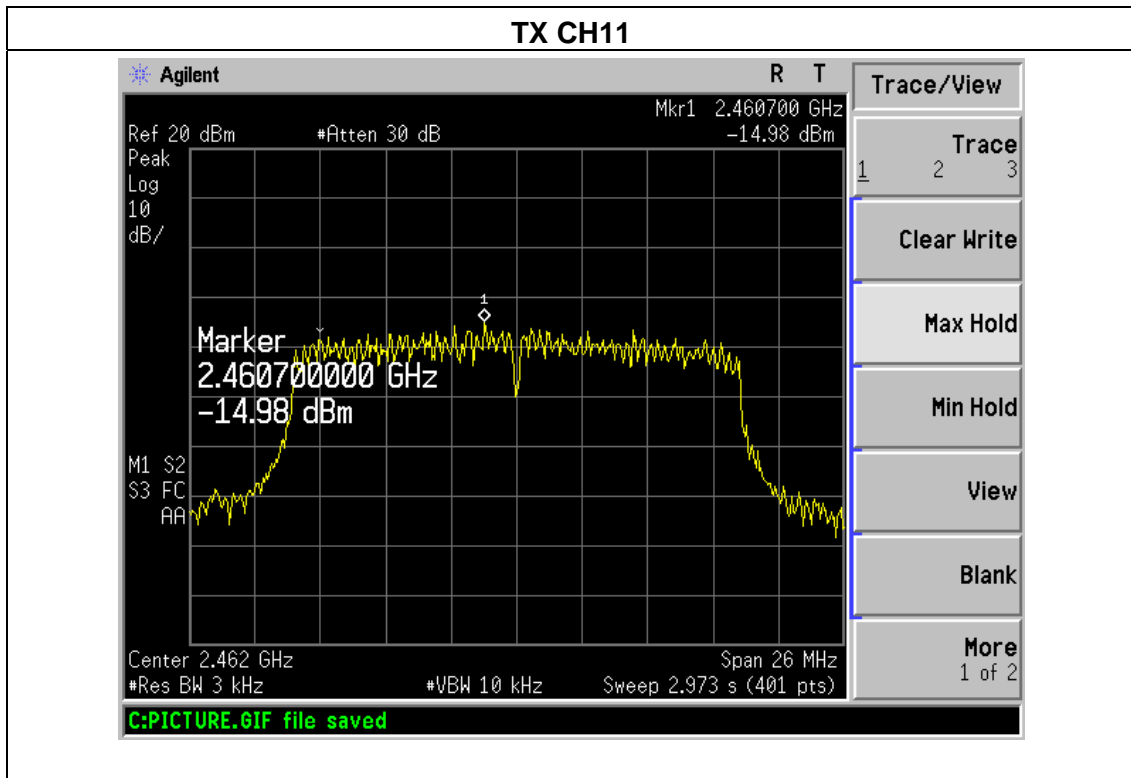 TX CH11
Agilent R T
Mkr1 2.460700 GHz
Ref 20 dBm #Atten 30 dB -14.98 dBm
Peak
Log
10
dB/
1
Marker
2.460700000 GHz
-14.98 dBm
M1 S2
S3 FC
AA
Center 2.462 GHz Span 26 MHz
#Res BW 3 kHz #VBW 10 kHz Sweep 2.973 s (401 pts)
C:PICTURE.GIF file saved
Trace/View
Trace
1 2 3
Clear Write
Max Hold
Min Hold
View
Blank
More
1 of 2